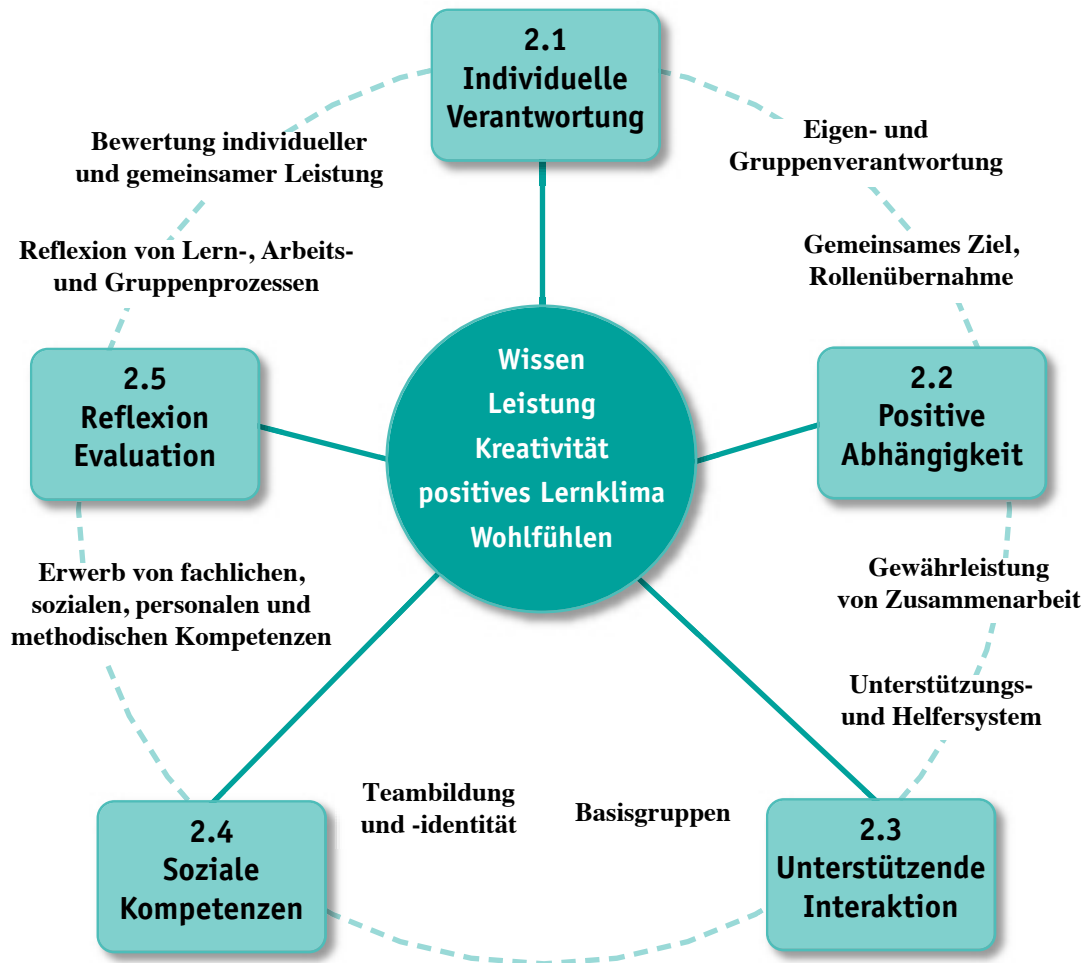 2.1
Individuelle
Verantwortung
Bewertung individueller
und gemeinsamer Leistung
Eigen- und
Gruppenverantwortung
Reflexion von Lern-, Arbeits-
und Gruppenprozessen
Gemeinsames Ziel,
Rollenübernahme
2.5
Reflexion
Evaluation
Wissen
Leistung
Kreativität
positives Lernklima
Wohlfühlen
2.2
Positive
Abhängigkeit
Erwerb von fachlichen,
sozialen, personalen und
methodischen Kompetenzen
Gewährleistung
von Zusammenarbeit
Unterstützungs-
und Helfersystem
2.4
Soziale
Kompetenzen
Teambildung
und -identität
Basisgruppen
2.3
Unterstützende
Interaktion